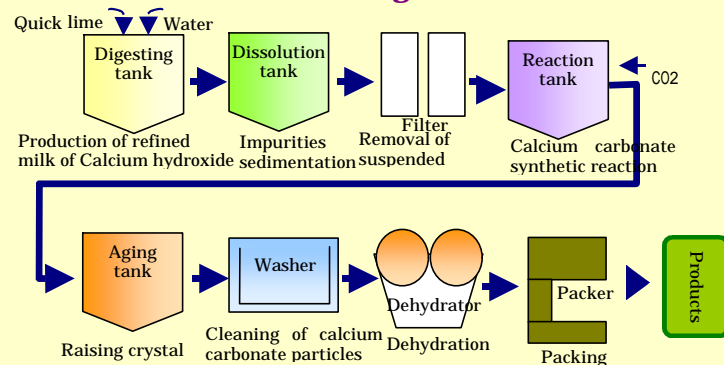 Quick lime
Water
Digesting
tank
Dissolution
tank
Reaction
tank
CO2
Filter
Production of refined
milk of Calcium hydroxide
Impurities
sedimentation
Removal of
suspended
Calcium carbonate
synthetic reaction
Aging
tank
Washer
Dehydrator
Packer
Products
Raising crystal
Cleaning of calcium
carbonate particles
Dehydration
Packing